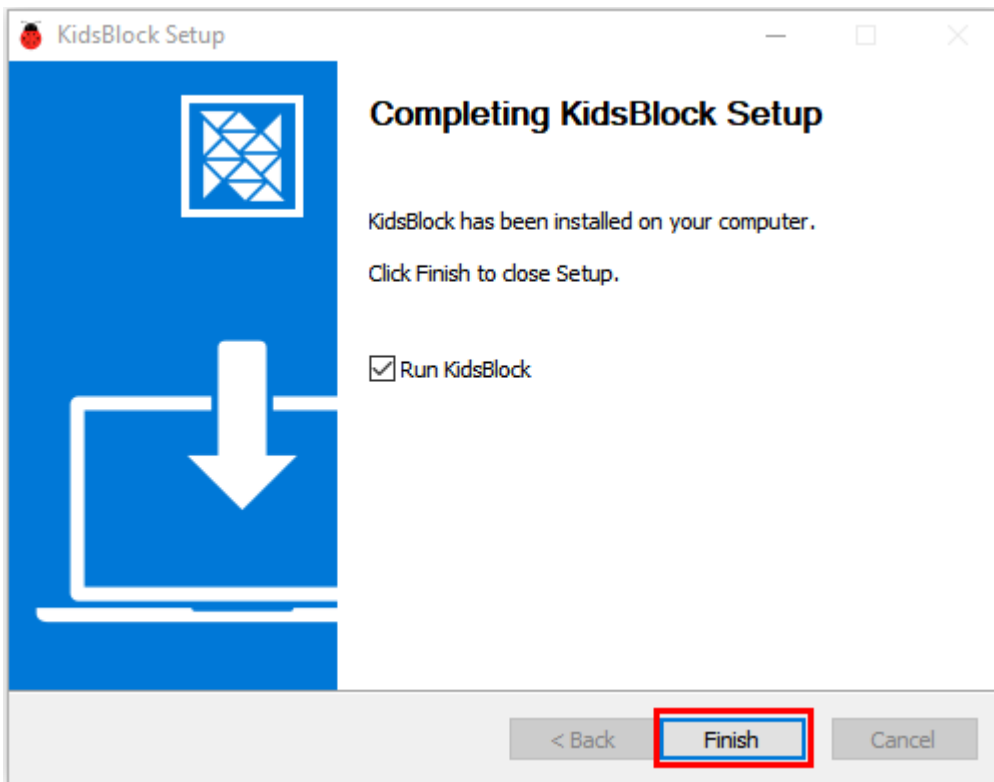 KidsBlock Setup
Completing KidsBlock Setup
KidsBlock has been installed on your computer.
Click Finish to close Setup.
Run KidsBlock
< Back
Finish
Cancel